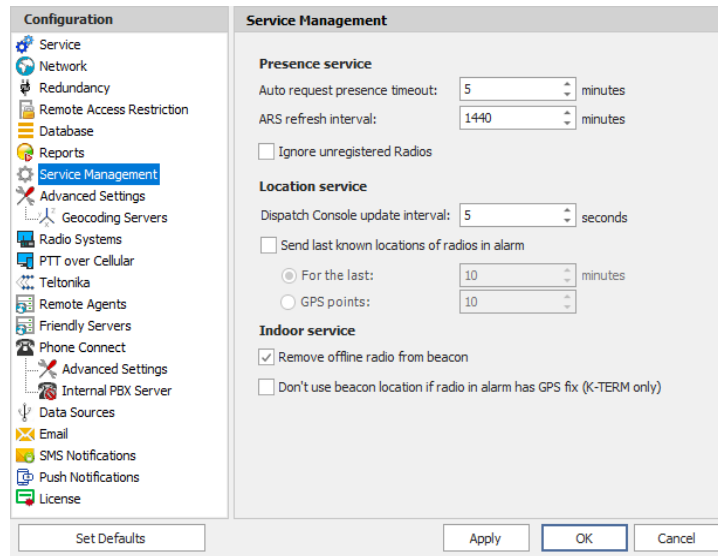 Configuration
Service
Network
Redundancy
Remote Access Restriction
Database
Reports
Service Management
Advanced Settings
Geocoding Servers
Radio Systems
PTT over Cellular
Teltonika
Remote Agents
Friendly Servers
Phone Connect
Advanced Settings
Internal PBX Server
Data Sources
Email
SMS Notifications
Push Notifications
License
Service Management
Presence service
Auto request presence timeout: 5 minutes
ARS refresh interval: 1440 minutes
Ignore unregistered Radios
Location service
Dispatch Console update interval: 5 seconds
Send last known locations of radios in alarm
For the last: 10 minutes
GPS points: 10
Indoor service
Remove offline radio from beacon
Don't use beacon location if radio in alarm has GPS fix (K-TERM only)
Set Defaults
Apply
OK
Cancel